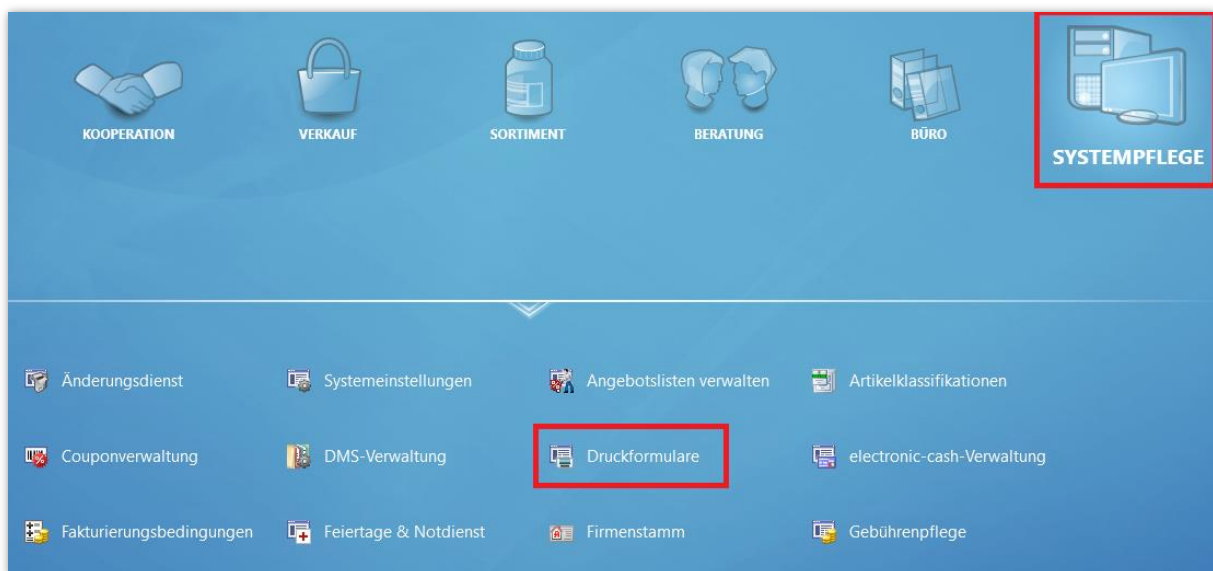 KOOPERATION
VERKAUF
SORTIMENT
BERATUNG
BÜRO
SYSTEMPFLEGE
Änderungsdienst
Systemeinstellungen
Angebotslisten verwalten
Artikelklassifikationen
Couponverwaltung
DMS-Verwaltung
Druckformulare
electronic-cash-Verwaltung
Fakturierungsbedingungen
Feiertage & Notdienst
Firmenstamm
Gebührenpflege